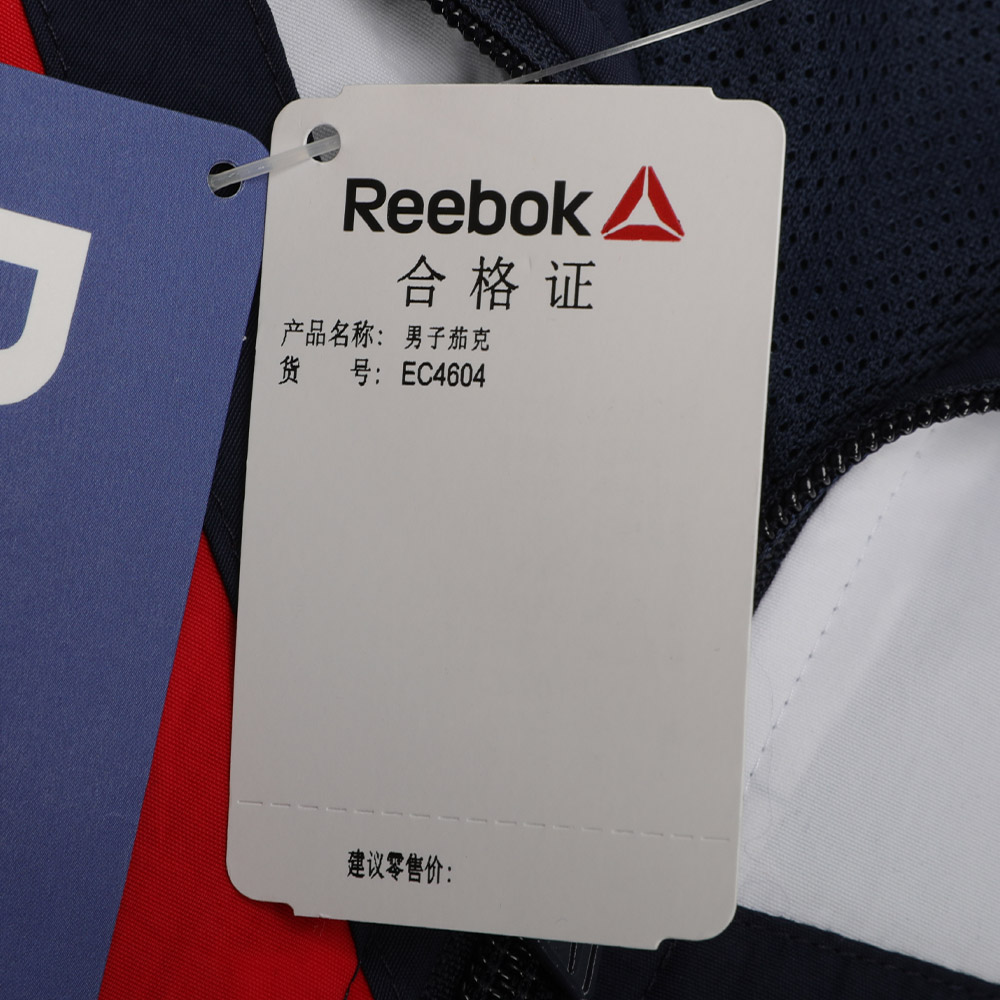 Reebok
合格证
产品名称: 男子茄克
货 号: EC4604
建议零售价: